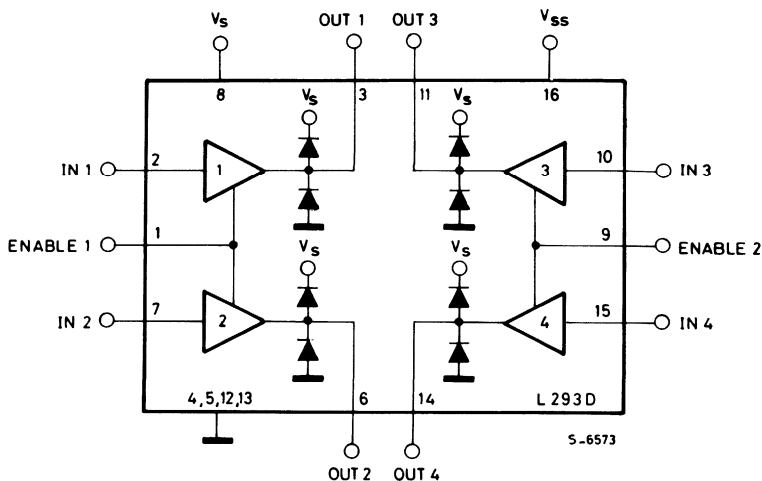 Vs OUT 1 OUT 3 Vss
8 3 11 16
Vs Vs
IN 1 2 1 3 10 IN 3
ENABLE 1 1 9 ENABLE 2
Vs Vs
IN 2 7 2 4 15 IN 4
4,5,12,13 6 14 L293D
S-6573
OUT 2 OUT 4